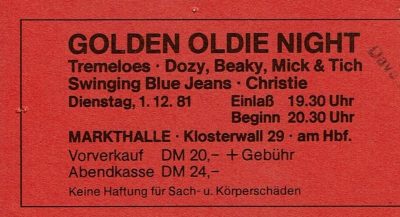 GOLDEN OLDIE NIGHT
Tremeloes · Dozy, Beaky, Mick & Tich
Swinging Blue Jeans · Christie
Dienstag, 1. 12. 81 Einlaß 19.30 Uhr
Beginn 20.30 Uhr
MARKTHALLE · Klosterwall 29 · am Hbf.
Vorverkauf DM 20,- + Gebühr
Abendkasse DM 24,-
Keine Haftung für Sach- u. Körperschäden